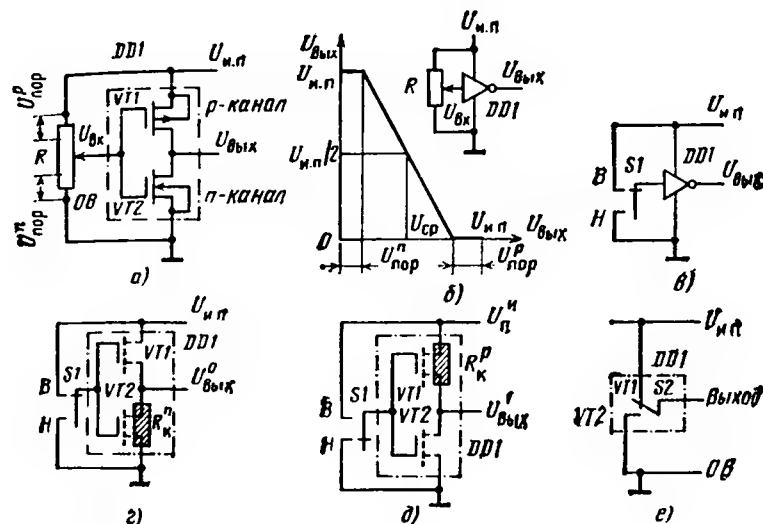 DD1
U и.п
U р пор
VT1
р-канал
R
U вх
U вых
0В
VT2
n-канал
U n пор
а)
U вых
U и.п
U и.п
R
U вых
U вх
DD1
U и.п/2
U ср
U и.п
U вых
0
U n пор
U р пор
б)
U и п
DD1
В
S1
U вых
Н
в)
U и.п
VT1
DD1
U 0 вых
В
S1
VT2
Н
R n к
г)
U и п
R р к
В
S1
VT1
VT2
U 1 вых
Н
DD1
д)
U и п
DD1
VT1
S2
Выход
VT2
0В
е)